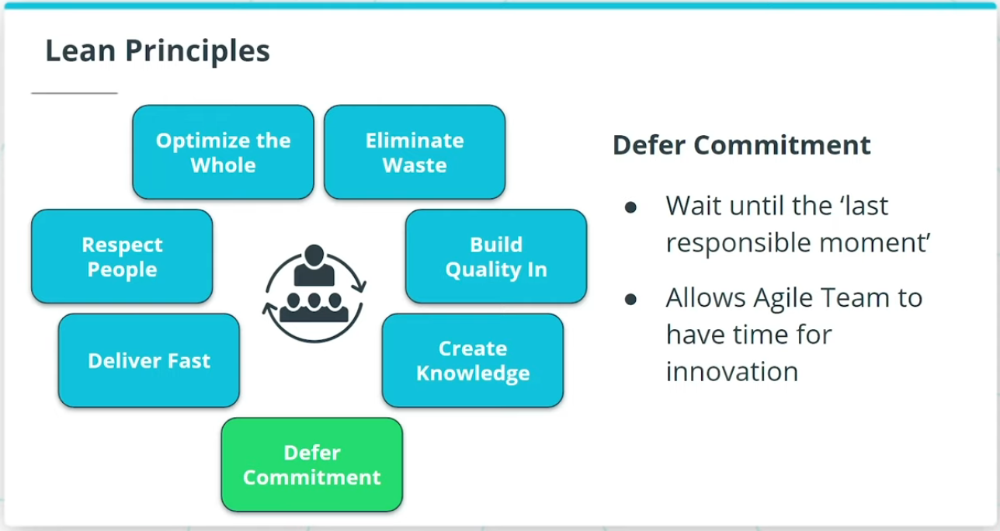 Lean Principles
Optimize the
Whole
Eliminate
Waste
Respect
People
Build
Quality In
Deliver Fast
Create
Knowledge
Defer
Commitment
Defer Commitment
● Wait until the ‘last
responsible moment’
● Allows Agile Team to
have time for
innovation